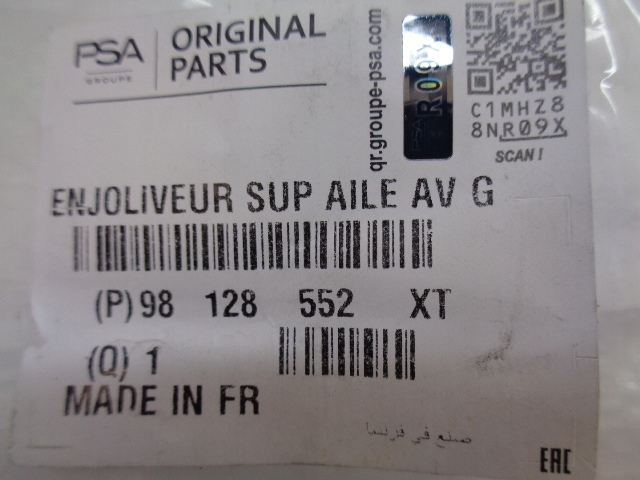 PSA
GROUPE
ORIGINAL
PARTS
qr.groupe-psa.com
PSA R09X
C1MHZ8
8NR09X
SCAN!
ENJOLIVEUR SUP AILE AV G
(P) 98 128 552 XT
(Q) 1
MADE IN FR
صنع في فرنسا
EAC